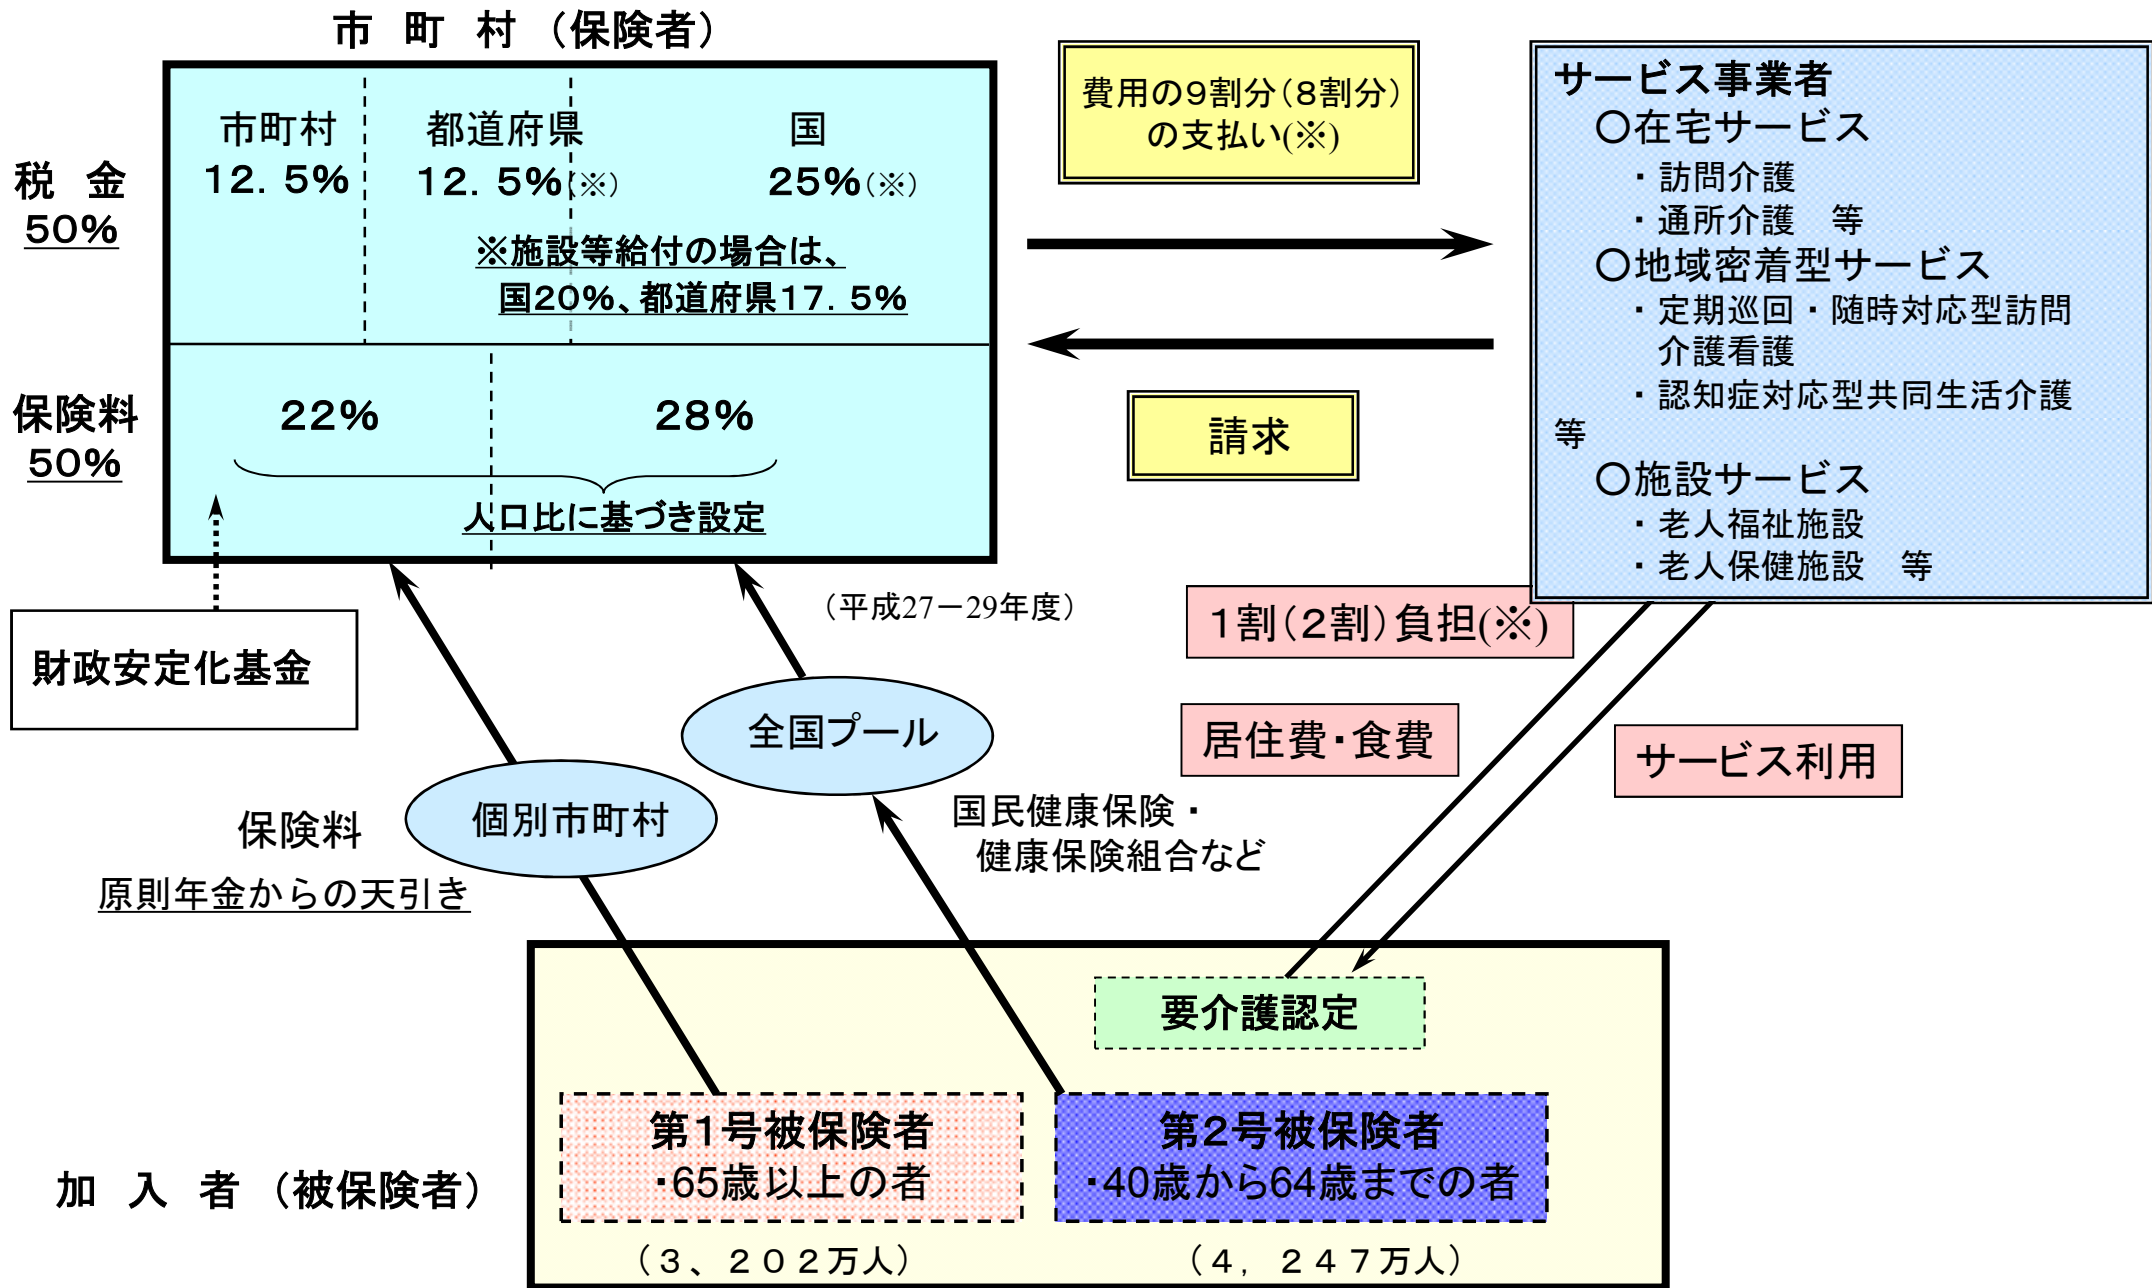 市 町 村 （保険者）
市町村
12. 5%
都道府県
12. 5%(※)
国
25%(※)
税 金
50%
※施設等給付の場合は、
国20%、都道府県17. 5%
保険料
50%
22%
28%
人口比に基づき設定
財政安定化基金
（平成27－29年度）
費用の9割分（8割分）
の支払い(※)
請求
サービス事業者
○在宅サービス
・訪問介護
・通所介護　等
○地域密着型サービス
・定期巡回・随時対応型訪問
介護看護
・認知症対応型共同生活介護
等
○施設サービス
・老人福祉施設
・老人保健施設　等
1割（2割）負担(※)
居住費・食費
サービス利用
全国プール
個別市町村
保険料
原則年金からの天引き
国民健康保険・
健康保険組合など
要介護認定
加 入 者 （被保険者）
第1号被保険者
・65歳以上の者
（３、２０２万人）
第2号被保険者
・40歳から64歳までの者
（４，２４７万人）